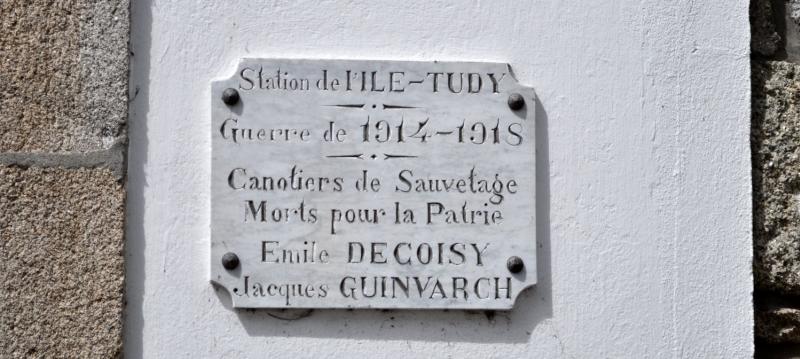 Station de l'ILE-TUDY
Guerre de 1914-1918
Canotiers de Sauvetage
Morts pour la Patrie
Emile DECOISY
Jacques GUINVARCH